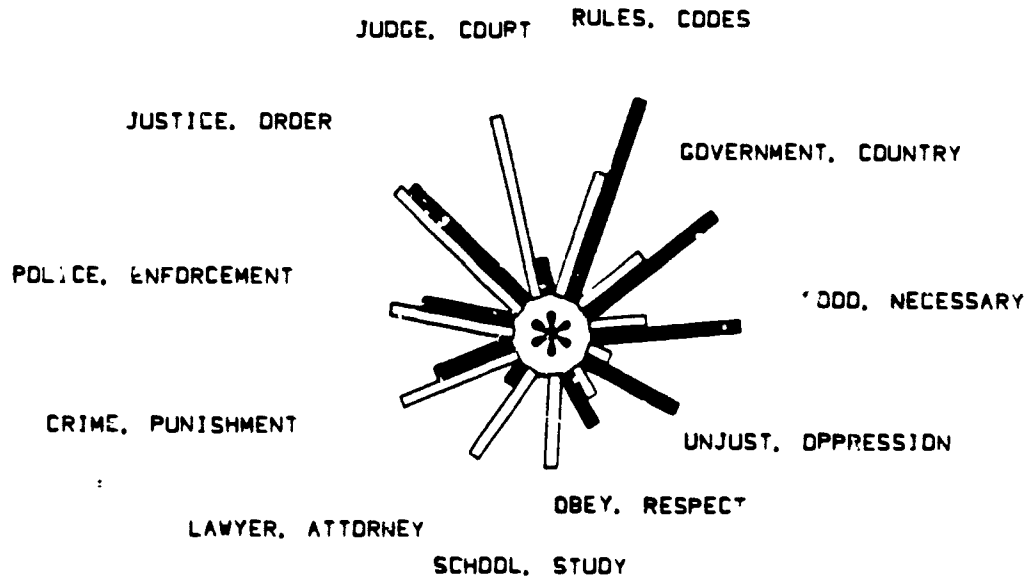 JUDGE, COURT
RULES, CODES
JUSTICE, ORDER
GOVERNMENT, COUNTRY
POLICE, ENFORCEMENT
NECESSARY
CRIME, PUNISHMENT
UNJUST, OPPRESSION
OBEY, RESPECT
LAWYER, ATTORNEY
SCHOOL, STUDY